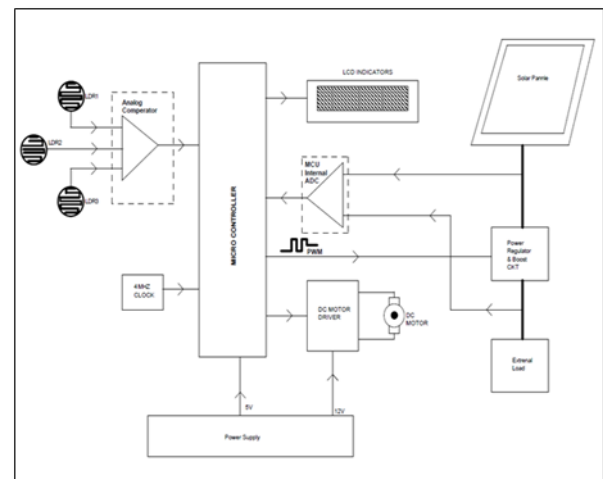 LCD INDICATORS
Solar Pannle
LDR1
Analog
Comperator
LDR2
LDR3
MCU
Internal
ADC
MICRO CONTROLLER
PWM
Power
Regulator
& Boost
CKT
4MHZ
CLOCK
DC MOTOR
DRIVER
DC
MOTOR
Extrenal
Load
5V
12V
Power Supply